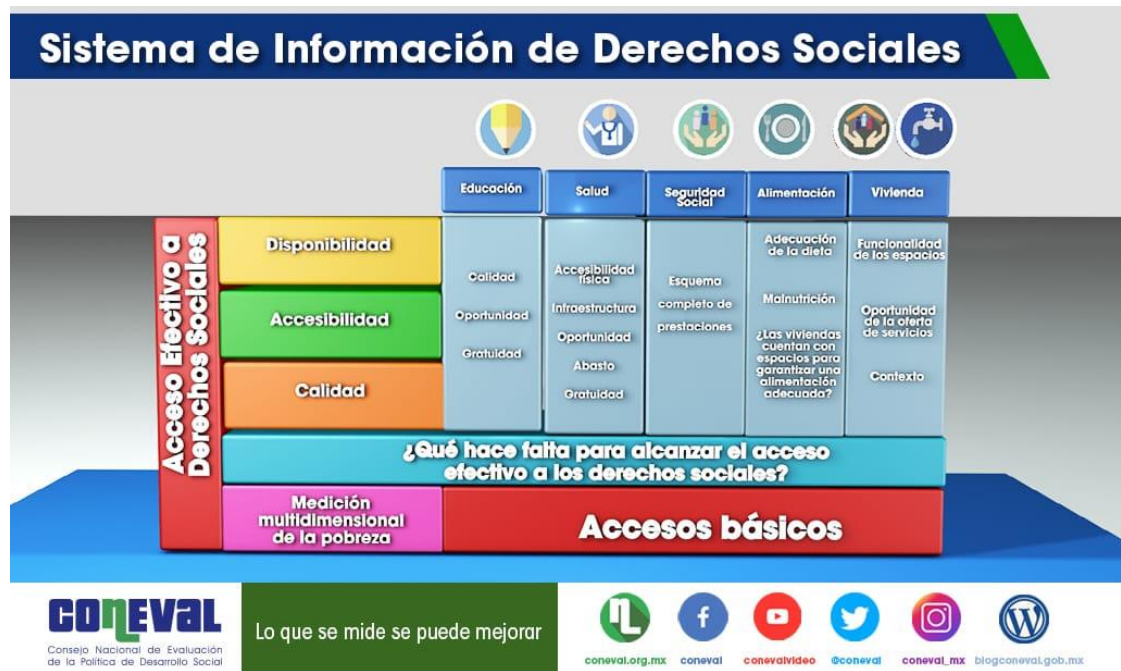 Sistema de Información de Derechos Sociales
Educación
Salud
Seguridad
Social
Alimentación
Vivienda
Acceso Efectivo a
Derechos Sociales
Disponibilidad
Accesibilidad
Calidad
Calidad
Oportunidad
Gratuidad
Accesibilidad
física
Infraestructura
Oportunidad
Abasto
Gratuidad
Esquema
completo de
prestaciones
Adecuación
de la dieta
Malnutrición
¿Las viviendas
cuentan con
espacios para
garantizar una
alimentación
adecuada?
Funcionalidad
de los espacios
Oportunidad
de la oferta
de servicios
Contexto
¿Qué hace falta para alcanzar el acceso
efectivo a los derechos sociales?
Medición
multidimensional
de la pobreza
Accesos básicos
CONEVAL
Consejo Nacional de Evaluación
de la Política de Desarrollo Social
Lo que se mide se puede mejorar
coneval.org.mx
coneval
conevalvideo
@coneval
coneval_mx
blogconeval.gob.mx